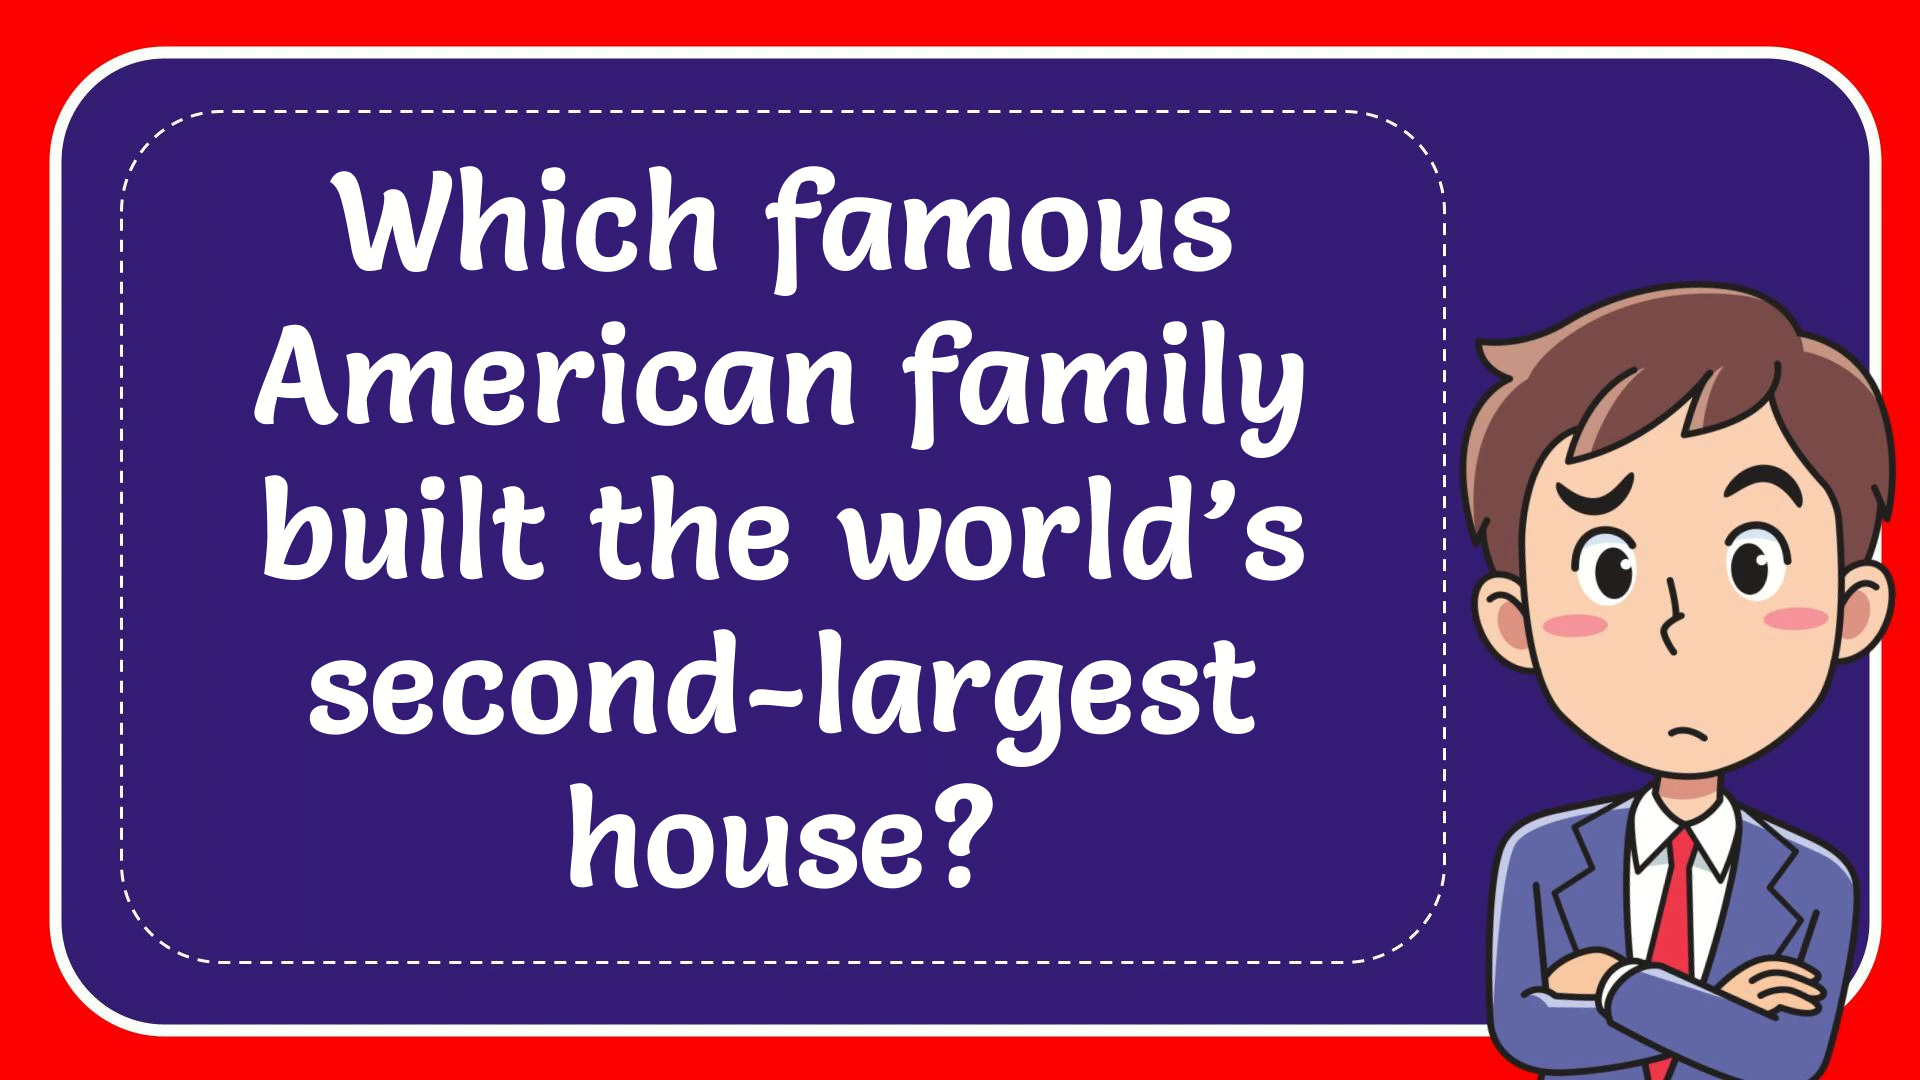 Which famous
American family
built the world’s
second-largest
house?